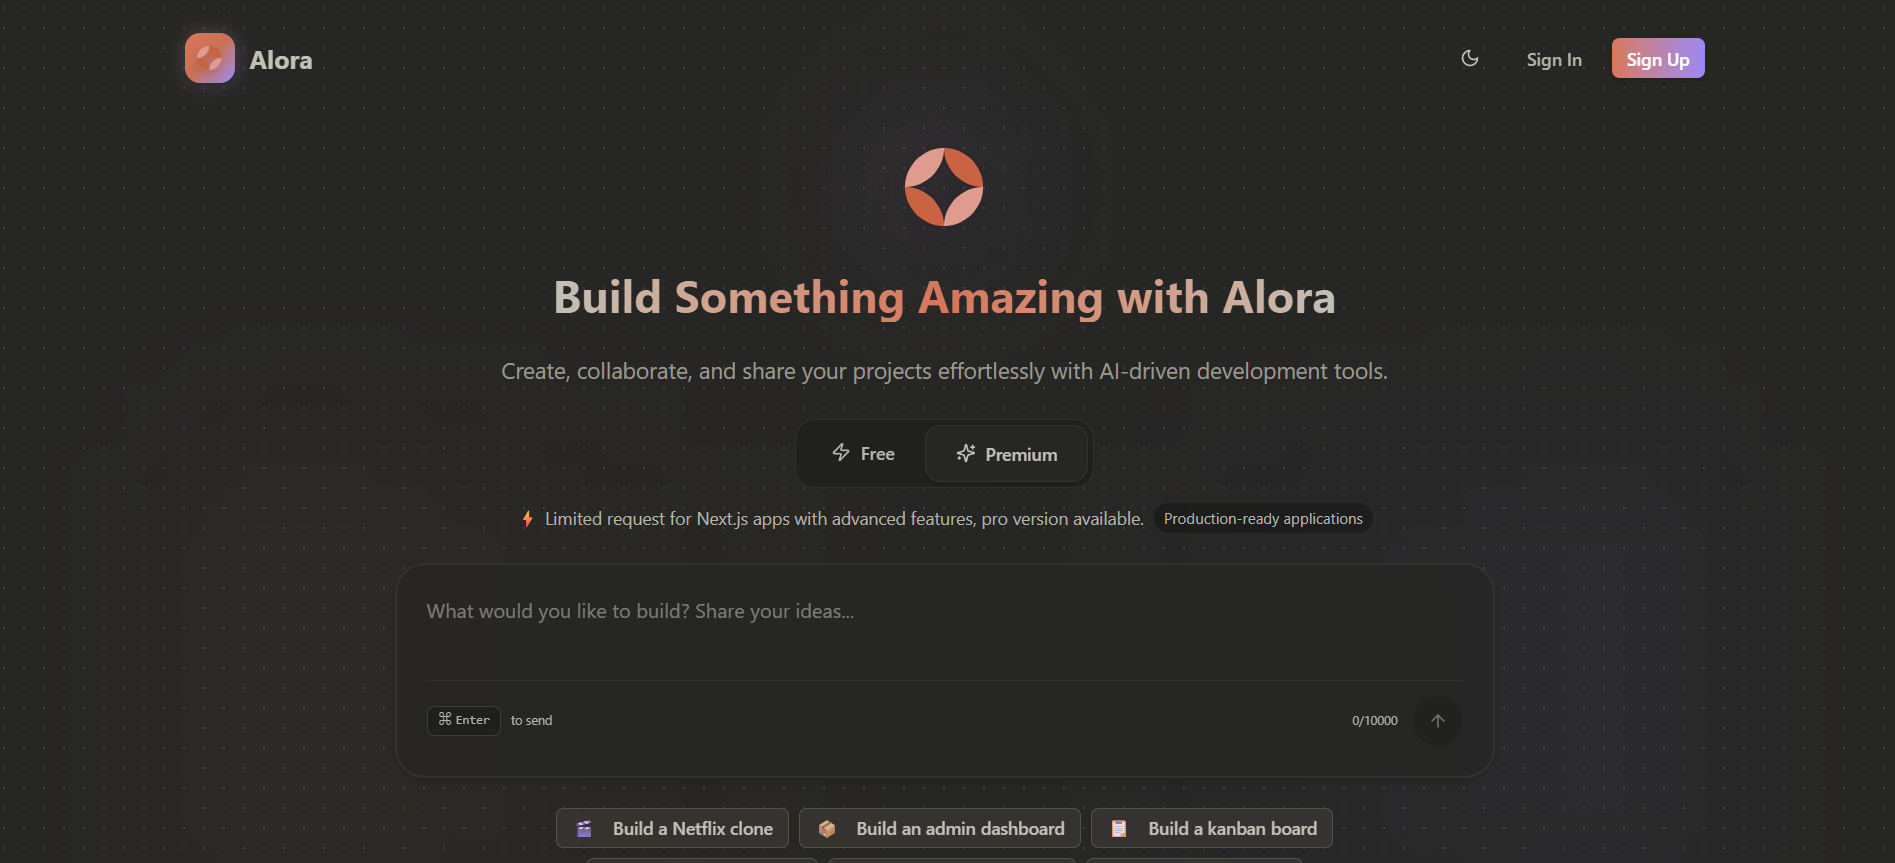 Alora
Sign In
Sign Up
Build Something Amazing with Alora
Create, collaborate, and share your projects effortlessly with AI-driven development tools.
Free
Premium
Limited request for Next.js apps with advanced features, pro version available.
Production-ready applications
What would you like to build? Share your ideas...
⌘ Enter to send
0/10000
Build a Netflix clone
Build an admin dashboard
Build a kanban board